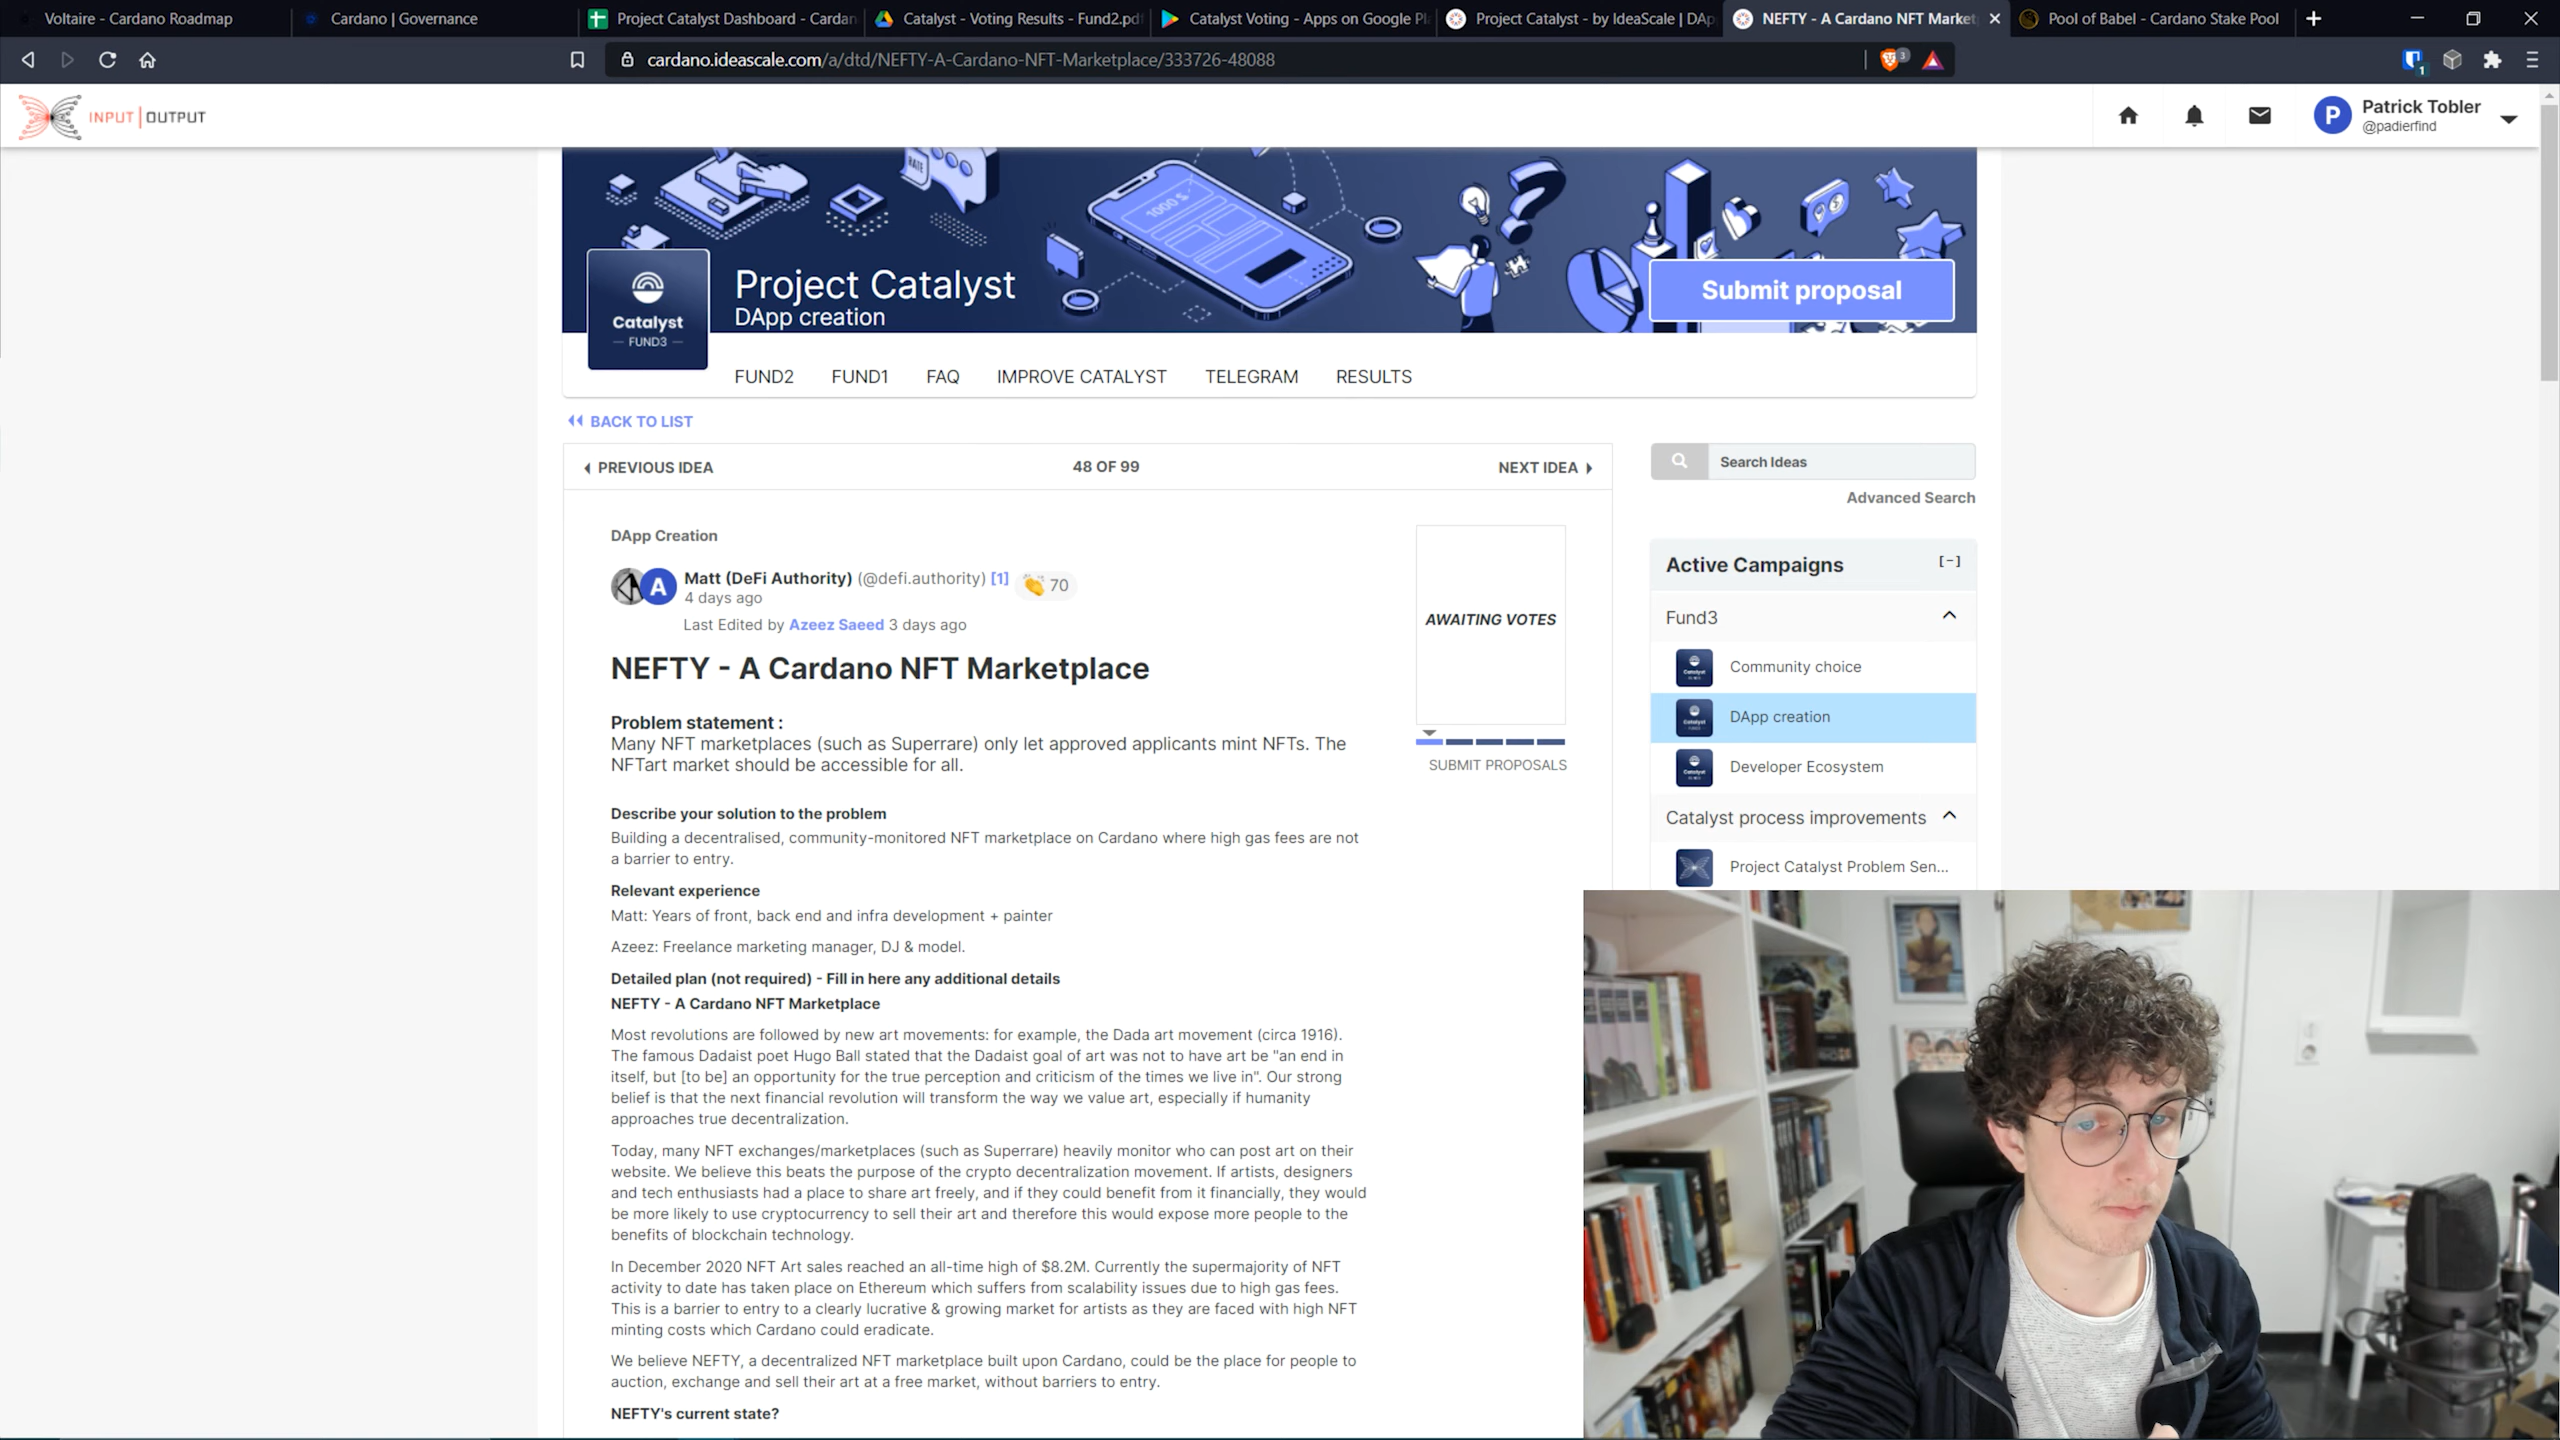 Voltaire - Cardano Roadmap
Cardano | Governance
Project Catalyst Dashboard - Cardan
Catalyst - Voting Results - Fund2.pdf
Catalyst Voting - Apps on Google Pl
Project Catalyst - by IdeaScale | DAp
NEFTY - A Cardano NFT Market
Pool of Babel - Cardano Stake Pool
cardano.ideascale.com/a/dtd/NEFTY-A-Cardano-NFT-Marketplace/333726-48088
3
1
INPUT | OUTPUT
P
Patrick Tobler
@padierfind
RATE
1000 $
Project Catalyst
DApp creation
Submit proposal
Catalyst
— FUND3 —
FUND2
FUND1
FAQ
IMPROVE CATALYST
TELEGRAM
RESULTS
BACK TO LIST
PREVIOUS IDEA
48 OF 99
NEXT IDEA
Search Ideas
Advanced Search
DApp Creation
A
Matt (DeFi Authority) (@defi.authority) [1] 70
4 days ago
Last Edited by Azeez Saeed 3 days ago
AWAITING VOTES
SUBMIT PROPOSALS
NEFTY - A Cardano NFT Marketplace
Problem statement :
Many NFT marketplaces (such as Superrare) only let approved applicants mint NFTs. The
NFTart market should be accessible for all.
Describe your solution to the problem
Building a decentralised, community-monitored NFT marketplace on Cardano where high gas fees are not
a barrier to entry.
Relevant experience
Matt: Years of front, back end and infra development + painter
Azeez: Freelance marketing manager, DJ & model.
Detailed plan (not required) - Fill in here any additional details
NEFTY - A Cardano NFT Marketplace
Most revolutions are followed by new art movements: for example, the Dada art movement (circa 1916).
The famous Dadaist poet Hugo Ball stated that the Dadaist goal of art was not to have art be "an end in
itself, but [to be] an opportunity for the true perception and criticism of the times we live in". Our strong
belief is that the next financial revolution will transform the way we value art, especially if humanity
approaches true decentralization.
Today, many NFT exchanges/marketplaces (such as Superrare) heavily monitor who can post art on their
website. We believe this beats the purpose of the crypto decentralization movement. If artists, designers
and tech enthusiasts had a place to share art freely, and if they could benefit from it financially, they would
be more likely to use cryptocurrency to sell their art and therefore this would expose more people to the
benefits of blockchain technology.
In December 2020 NFT Art sales reached an all-time high of $8.2M. Currently the supermajority of NFT
activity to date has taken place on Ethereum which suffers from scalability issues due to high gas fees.
This is a barrier to entry to a clearly lucrative & growing market for artists as they are faced with high NFT
minting costs which Cardano could eradicate.
We believe NEFTY, a decentralized NFT marketplace built upon Cardano, could be the place for people to
auction, exchange and sell their art at a free market, without barriers to entry.
NEFTY's current state?
Active Campaigns
[-]
Fund3
Community choice
DApp creation
Developer Ecosystem
Catalyst process improvements
Project Catalyst Problem Sen...